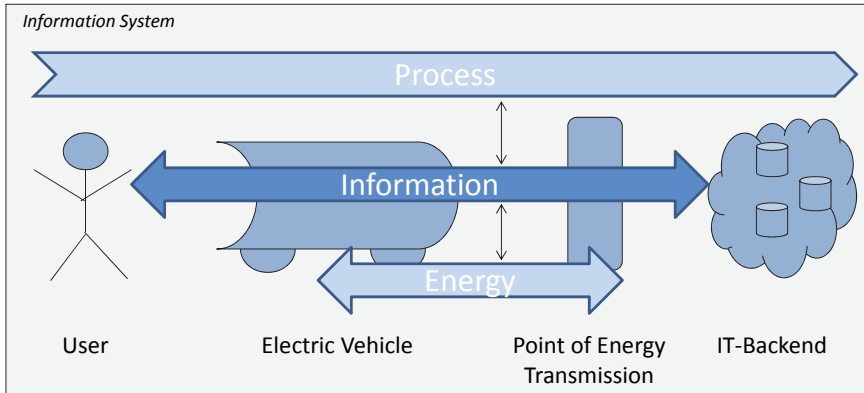 Information System
Process
Information
Energy
User
Electric Vehicle
Point of Energy
Transmission
IT-Backend